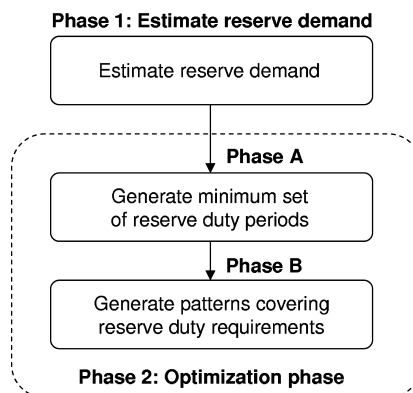 Phase 1: Estimate reserve demand
Estimate reserve demand
Phase A
Generate minimum set
of reserve duty periods
Phase B
Generate patterns covering
reserve duty requirements
Phase 2: Optimization phase